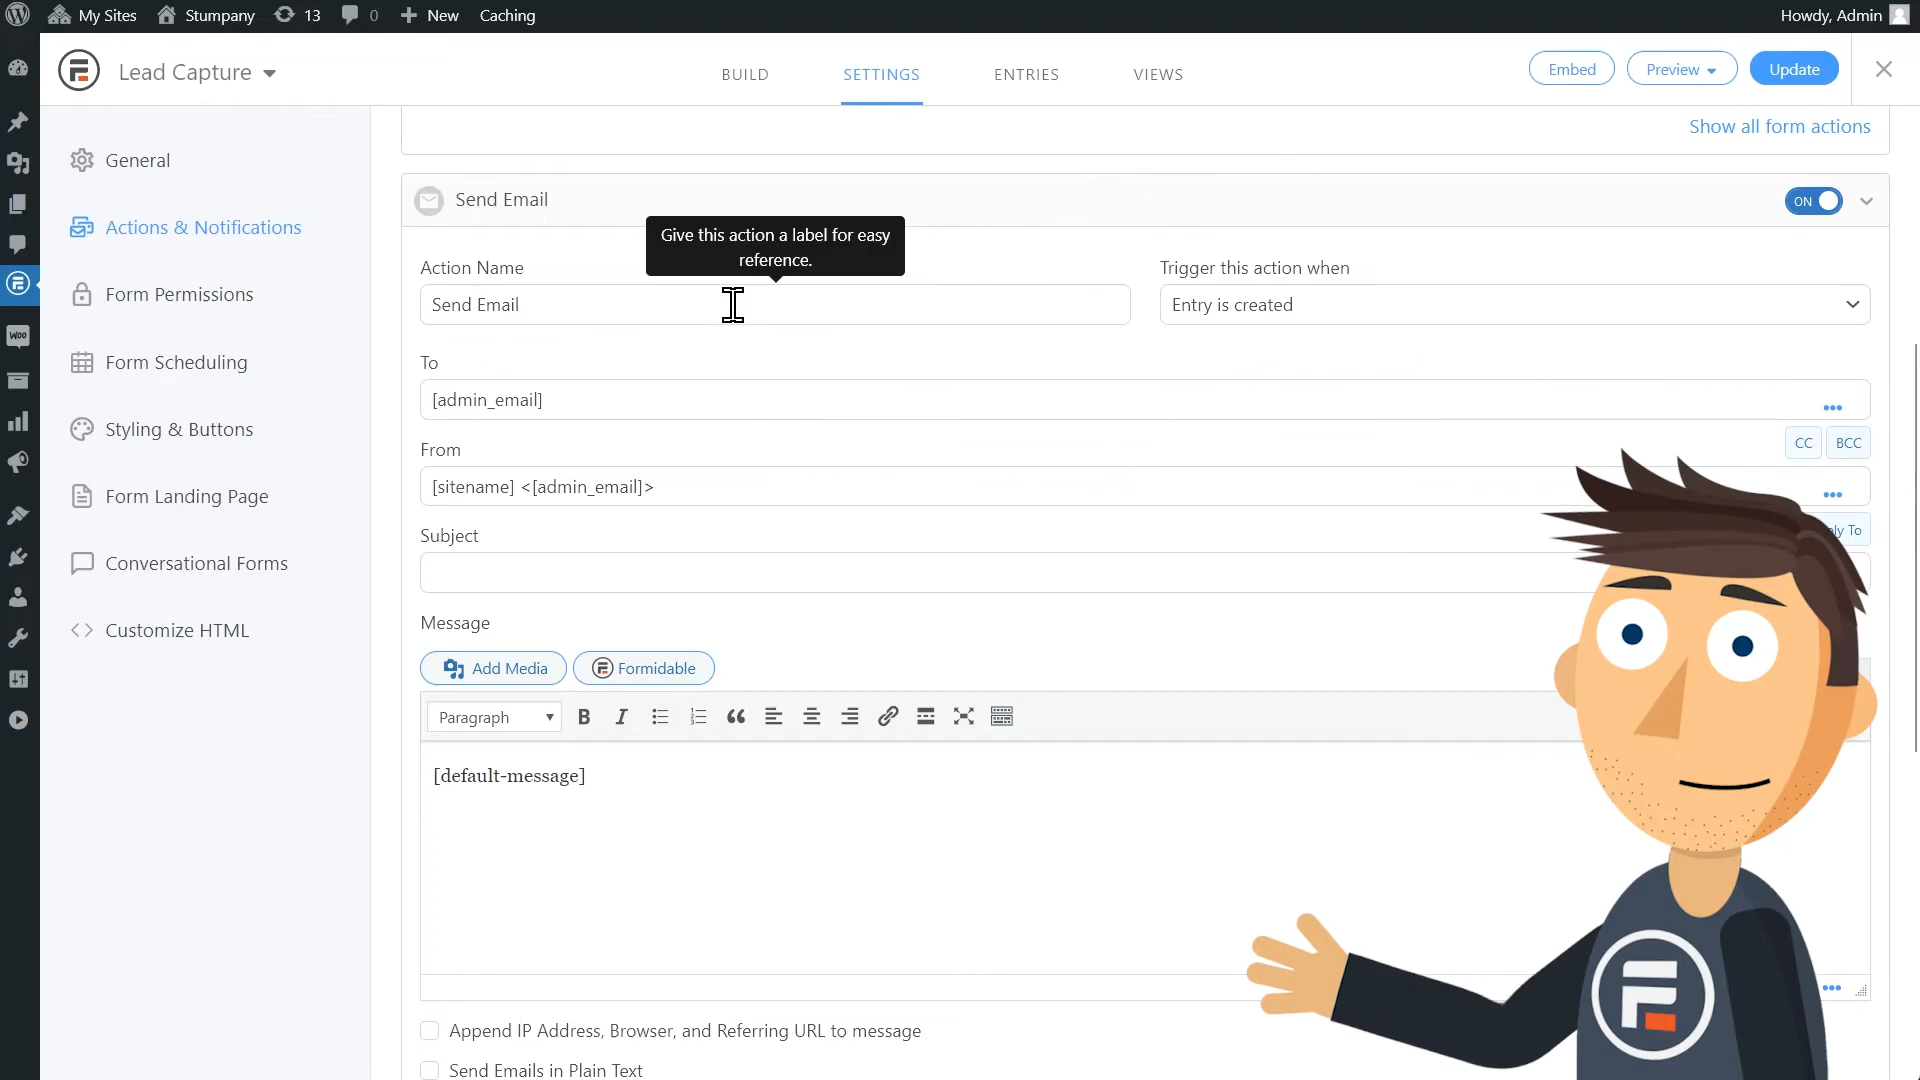 My Sites Stumpany 13 0 New Caching Howdy, Admin
Lead Capture BUILD SETTINGS ENTRIES VIEWS Embed Preview Update
Show all form actions
General
Actions & Notifications
Form Permissions
Form Scheduling
Styling & Buttons
Form Landing Page
Conversational Forms
Customize HTML
WOO
Send Email ON
Give this action a label for easy
reference.
Action Name Trigger this action when
Send Email Entry is created
To
[admin_email]
CC BCC
From
[sitename] <[admin_email]>
Subject
ly To
Message
Add Media Formidable
Paragraph
[default-message]
Append IP Address, Browser, and Referring URL to message
Send Emails in Plain Text